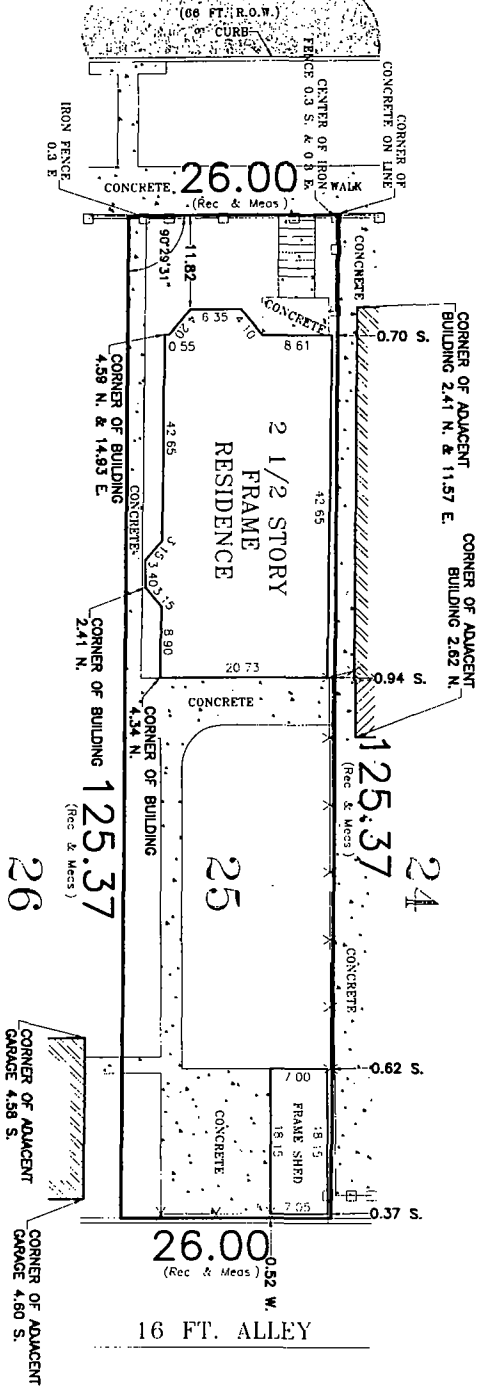 (66 FT. R.O.W.)
CURB
CORNER OF
CONCRETE ON LINE
CENTER OF IRON
FENCE 0.3 S. & 0.8 E.
IRON FENCE
0.3 E.
CONCRETE
WALK
26.00
(Rec & Meas)
90°29'31"
11.82
CONCRETE
CONCRETE
CORNER OF ADJACENT
BUILDING 2.41 N. & 11.57 E.
CORNER OF ADJACENT
BUILDING 2.62 N.
0.70 S.
4 20
6 35
4 10
0 55
8 61
CORNER OF BUILDING
4.59 N. & 14.93 E.
42 65
42 65
2 1/2 STORY
FRAME
RESIDENCE
CONCRETE
3 15
3 40
3 15
8 90
20 73
CORNER OF BUILDING
2.41 N.
CORNER OF BUILDING
4.34 N.
0.94 S.
CONCRETE
125.37
(Rec & Meas)
24
25
125.37
(Rec & Meas)
26
CONCRETE
0.62 S.
7 00
FRAME SHED
18 15
18 15
7 05
CONCRETE
0.37 S.
CORNER OF ADJACENT
GARAGE 4.58 S.
CORNER OF ADJACENT
GARAGE 4.60 S.
26.00
(Rec & Meas)
0.52 W.
16 FT. ALLEY